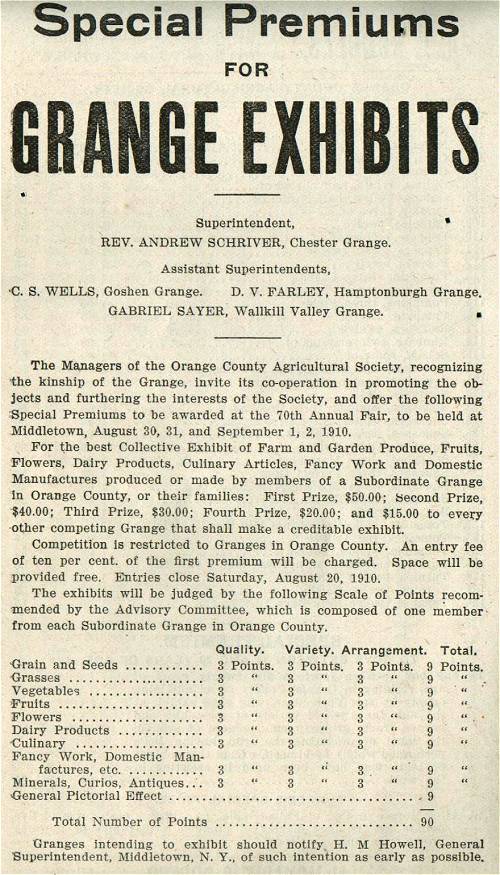 Special Premiums
FOR
GRANGE EXHIBITS
Superintendent,
REV. ANDREW SCHRIVER, Chester Grange.
Assistant Superintendents,
C. S. WELLS, Goshen Grange. D. V. FARLEY, Hamptonburgh Grange.
GABRIEL SAYER, Wallkill Valley Grange.
The Managers of the Orange County Agricultural Society, recognizing
the kinship of the Grange, invite its co-operation in promoting the ob-
jects and furthering the interests of the Society, and offer the following
Special Premiums to be awarded at the 70th Annual Fair, to be held at
Middletown, August 30, 31, and September 1, 2, 1910.
For the best Collective Exhibit of Farm and Garden Produce, Fruits,
Flowers, Dairy Products, Culinary Articles, Fancy Work and Domestic
Manufactures produced or made by members of a Subordinate Grange
in Orange County, or their families: First Prize, $50.00; Second Prize,
$40.00; Third Prize, $30.00; Fourth Prize, $20.00; and $15.00 to every
other competing Grange that shall make a creditable exhibit.
Competition is restricted to Granges in Orange County. An entry fee
of ten per cent. of the first premium will be charged. Space will be
provided free. Entries close Saturday, August 20, 1910.
The exhibits will be judged by the following Scale of Points recom-
mended by the Advisory Committee, which is composed of one member
from each Subordinate Grange in Orange County.
Quality. Variety. Arrangement. Total.
Grain and Seeds ............ 3 Points. 3 Points. 3 Points. 9 Points.
Grasses .................... 3 " 3 " 3 " 9 "
Vegetables ................. 3 " 3 " 3 " 9 "
Fruits ..................... 3 " 3 " 3 " 9 "
Flowers .................... 3 " 3 " 3 " 9 "
Dairy Products ............. 3 " 3 " 3 " 9 "
Culinary ................... 3 " 3 " 3 " 9 "
Fancy Work, Domestic Man-
factures, etc. ............ 3 " 3 " 3 " 9 "
Minerals, Curios, Antiques... 3 " 3 " 3 " 9 "
General Pictorial Effect .................................... 9
Total Number of Points ............................ 90
Granges intending to exhibit should notify H. M Howell, General
Superintendent, Middletown, N. Y., of such intention as early as possible.